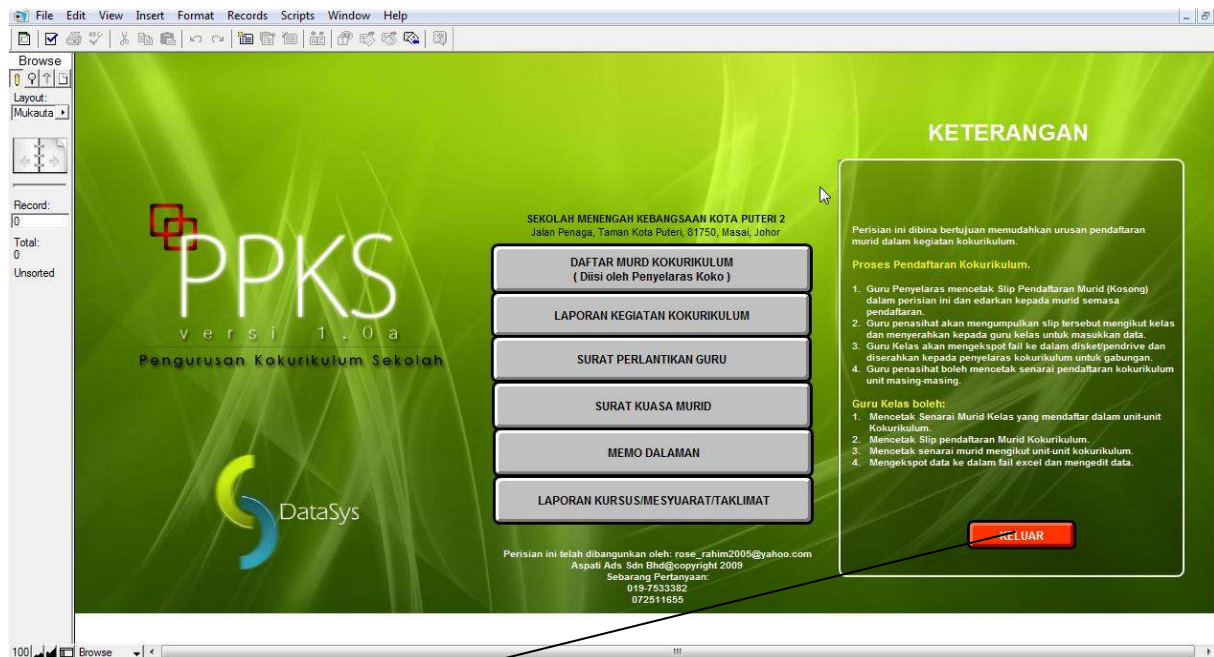 File Edit View Insert Format Records Scripts Window Help
Browse
Layout:
Mukauta
Record:
0
Total:
0
Unsorted
PPKS
versi 1.0a
Pengurusan Kokurikulum Sekolah
DataSys
SEKOLAH MENENGAH KEBANGSAAN KOTA PUTERI 2
Jalan Penaga, Taman Kota Puteri, 81750, Masai, Johor
DAFTAR MURD KOKURIKULUM
( Diisi oleh Penyelaras Koko )
LAPORAN KEGIATAN KOKURIKULUM
SURAT PERLANTIKAN GURU
SURAT KUASA MURID
MEMO DALAMAN
LAPORAN KURSUS/MESYUARAT/TAKLIMAT
Perisian ini telah dibangunkan oleh: rose_rahim2005@yahoo.com
Aspati Ads Sdn Bhd@copyright 2009
Sebarang Pertanyaan:
019-7533382
072511655
KETERANGAN
Perisian ini dibina bertujuan memudahkan urusan pendaftaran
murid dalam kegiatan kokurikulum.
Proses Pendaftaran Kokurikulum.
1. Guru Penyelaras mencetak Slip Pendaftaran Murid (Kosong)
dalam perisian ini dan edarkan kepada murid semasa
pendaftaran.
2. Guru penasihat akan mengumpulkan slip tersebut mengikut kelas
dan menyerahkan kepada guru kelas untuk masukkan data.
3. Guru Kelas akan mengekspot fail ke dalam disket/pendrive dan
diserahkan kepada penyelaras kokurikulum untuk gabungan.
4. Guru penasihat boleh mencetak senarai pendaftaran kokurikulum
unit masing-masing.
Guru Kelas boleh:
1. Mencetak Senarai Murid Kelas yang mendaftar dalam unit-unit
Kokurikulum.
2. Mencetak Slip pendaftaran Murid Kokurikulum.
3. Mencetak senarai murid mengikut unit-unit kokurikulum.
4. Mengekspot data ke dalam fail excel dan mengedit data.
KELUAR
100
Browse